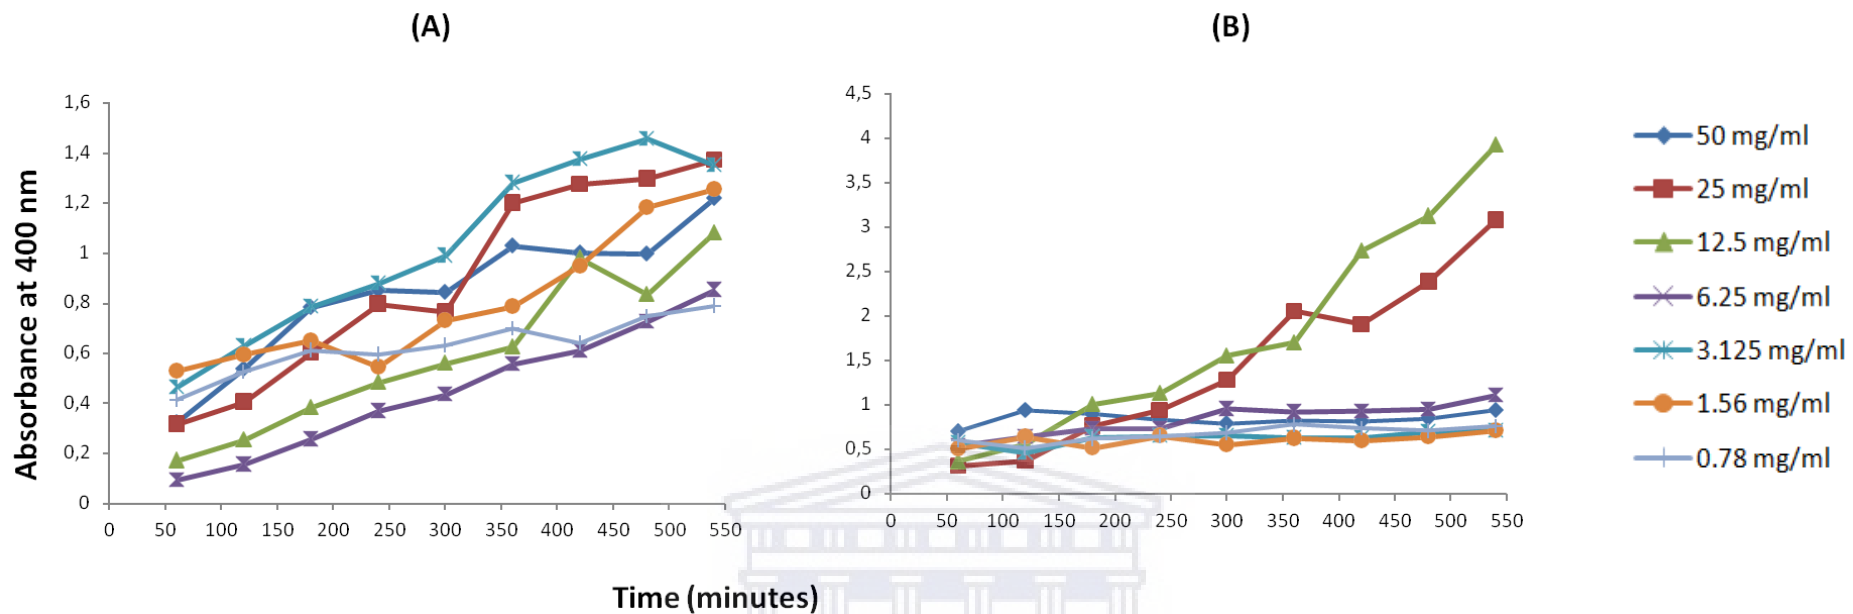 (A)
(B)
Absorbance at 400 nm
1,6
1,4
1,2
1
0,8
0,6
0,4
0,2
0
0 50 100 150 200 250 300 350 400 450 500 550
4,5
4
3,5
3
2,5
2
1,5
1
0,5
0
0 50 100 150 200 250 300 350 400 450 500 550
Time (minutes)
50 mg/ml
25 mg/ml
12.5 mg/ml
6.25 mg/ml
3.125 mg/ml
1.56 mg/ml
0.78 mg/ml